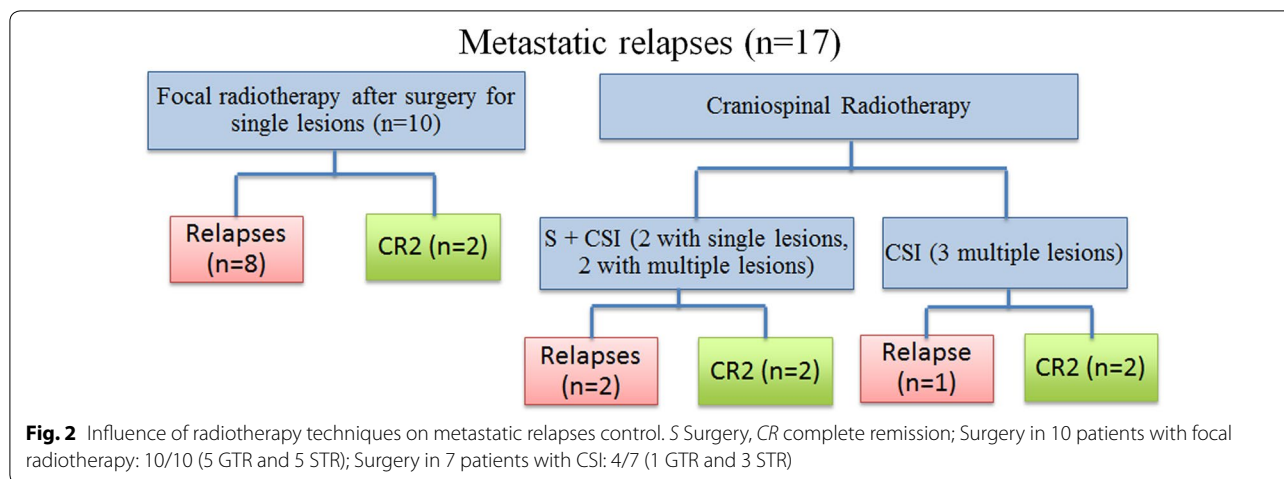 Metastatic relapses (n=17)
Focal radiotherapy after surgery for
single lesions (n=10)
Craniospinal Radiotherapy
Relapses
(n=8)
CR2 (n=2)
S + CSI (2 with single lesions,
2 with multiple lesions)
CSI (3 multiple lesions)
Relapses
(n=2)
CR2 (n=2)
Relapse
(n=1)
CR2 (n=2)
Fig. 2 Influence of radiotherapy techniques on metastatic relapses control. S Surgery, CR complete remission; Surgery in 10 patients with focal
radiotherapy: 10/10 (5 GTR and 5 STR); Surgery in 7 patients with CSI: 4/7 (1 GTR and 3 STR)